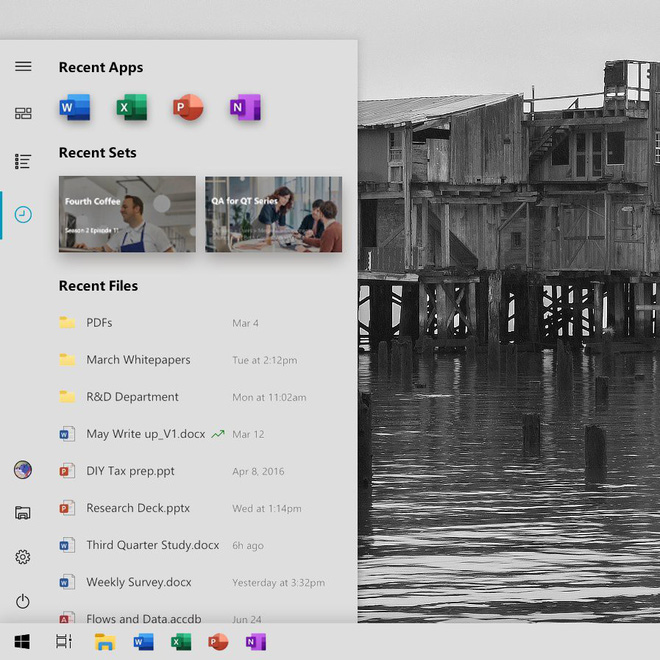 Recent Apps
W X P N
Recent Sets
Fourth Coffee
Season 2 Episode 11
QA for QT Series
Recent Files
PDFs Mar 4
March Whitepapers Tue at 2:12pm
R&D Department Mon at 11:02am
May Write up_V1.docx Mar 12
DIY Tax prep.ppt Apr 8, 2016
Research Deck.pptx Wed at 1:14pm
Third Quarter Study.docx 6h ago
Weekly Survey.docx Yesterday at 3:32pm
Flows and Data.accdb Jun 24
W X P N